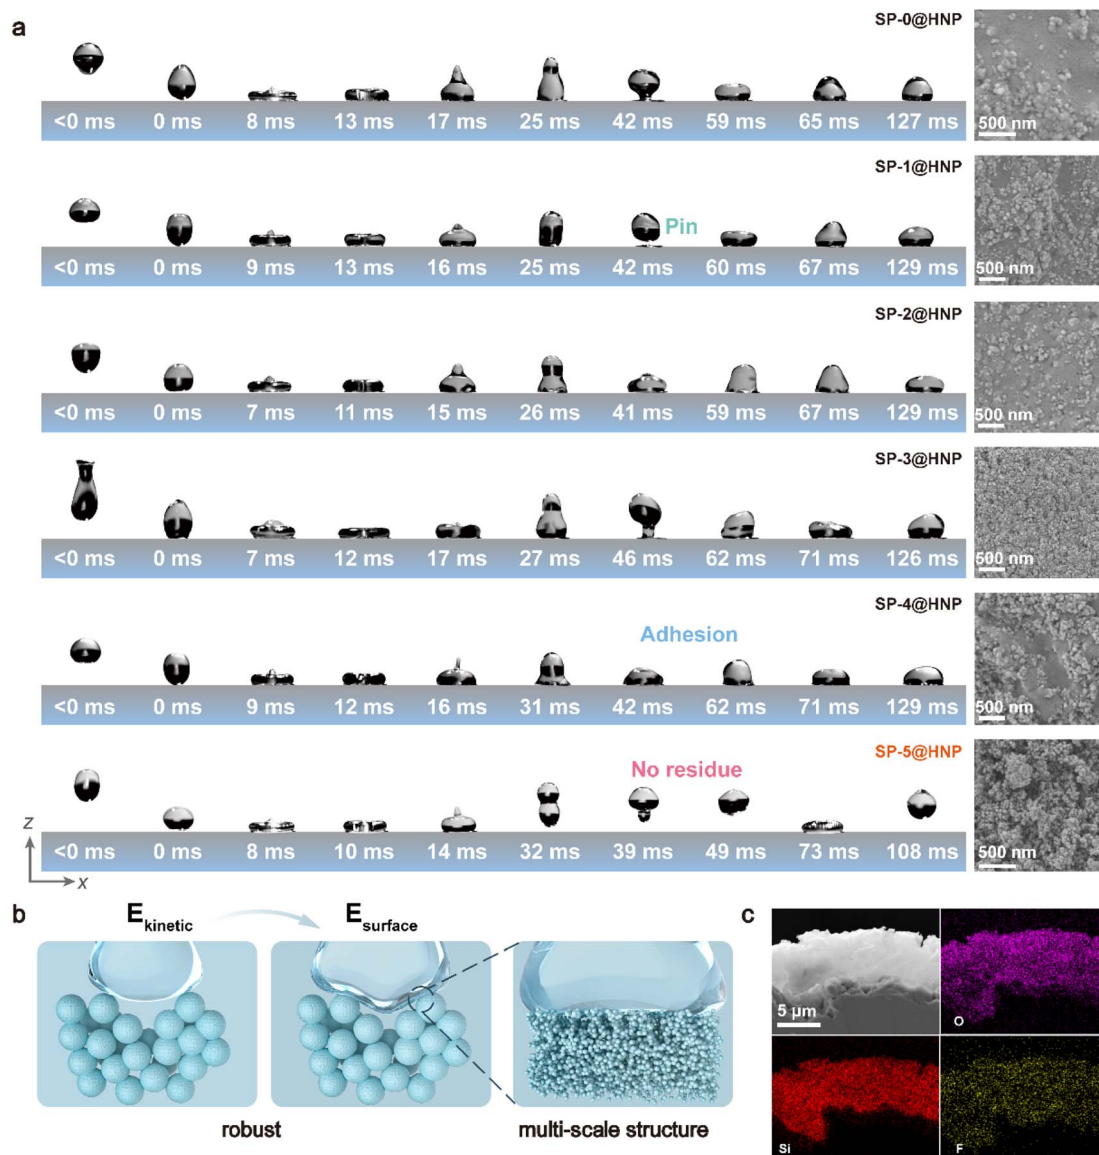 a
SP-0@HNP
<0 ms 0 ms 8 ms 13 ms 17 ms 25 ms 42 ms 59 ms 65 ms 127 ms
500 nm
SP-1@HNP
Pin
<0 ms 0 ms 9 ms 13 ms 16 ms 25 ms 42 ms 60 ms 67 ms 129 ms
500 nm
SP-2@HNP
<0 ms 0 ms 7 ms 11 ms 15 ms 26 ms 41 ms 59 ms 67 ms 129 ms
500 nm
SP-3@HNP
<0 ms 0 ms 7 ms 12 ms 17 ms 27 ms 46 ms 62 ms 71 ms 126 ms
500 nm
SP-4@HNP
Adhesion
<0 ms 0 ms 9 ms 12 ms 16 ms 31 ms 42 ms 62 ms 71 ms 129 ms
500 nm
SP-5@HNP
No residue
z
<0 ms 0 ms 8 ms 10 ms 14 ms 32 ms 39 ms 49 ms 73 ms 108 ms
500 nm
x
b
E kinetic
E surface
robust
multi-scale structure
c
5 μm
O
Si
F